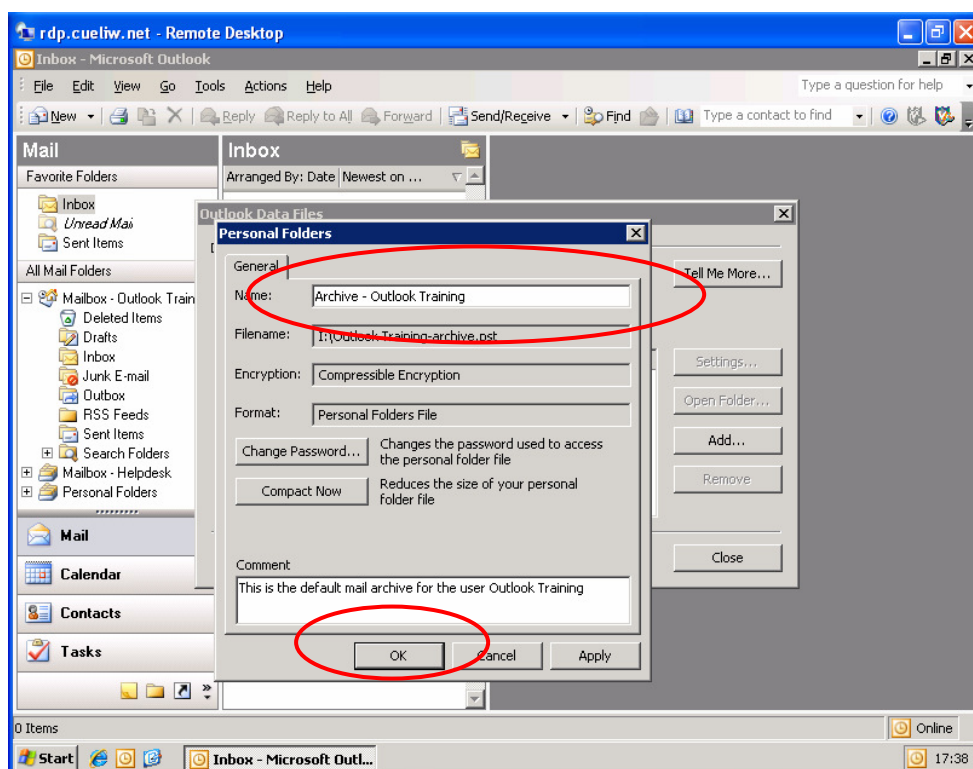 rdp.cueliw.net - Remote Desktop
Inbox - Microsoft Outlook
File Edit View Go Tools Actions Help Type a question for help
New Reply Reply to All Forward Send/Receive Find Type a contact to find
Mail
Inbox
Favorite Folders
Arranged By: Date Newest on ...
Inbox
Unread Mai
Sent Items
All Mail Folders
Mailbox - Outlook Train
Deleted Items
Drafts
Inbox
Junk E-mail
Outbox
RSS Feeds
Sent Items
Search Folders
Mailbox - Helpdesk
Personal Folders
Mail
Calendar
Contacts
Tasks
Outlook Data Files
Tell Me More...
Settings...
Open Folder...
Add...
Remove
Close
Personal Folders
General
Name: Archive - Outlook Training
Filename: I:\Outlook Training-archive.pst
Encryption: Compressible Encryption
Format: Personal Folders File
Change Password... Changes the password used to access
the personal folder file
Compact Now Reduces the size of your personal
folder file
Comment
This is the default mail archive for the user Outlook Training
OK Cancel Apply
0 Items Online
Start Inbox - Microsoft Outl... 17:38